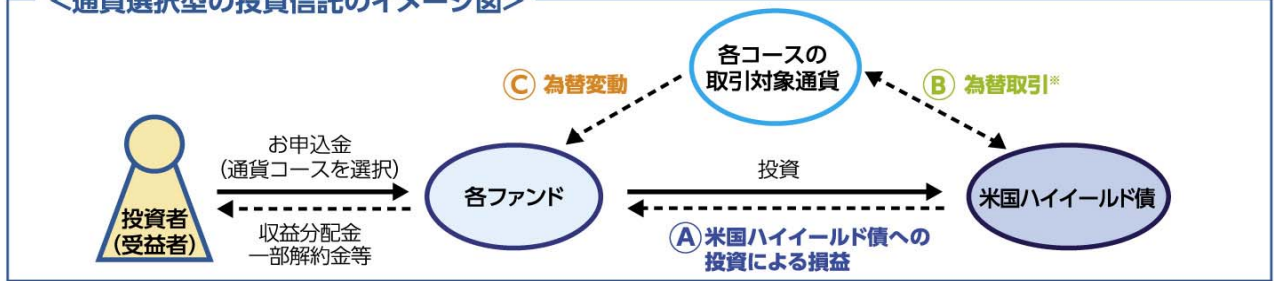 <通貨選択型の投資信託のイメージ図>
各コースの
取引対象通貨
Ⓒ 為替変動
Ⓑ 為替取引※
お申込金
(通貨コースを選択)
投資
各ファンド
米国ハイイールド債
投資者
(受益者)
収益分配金
一部解約金等
Ⓐ米国ハイイールド債への
投資による損益